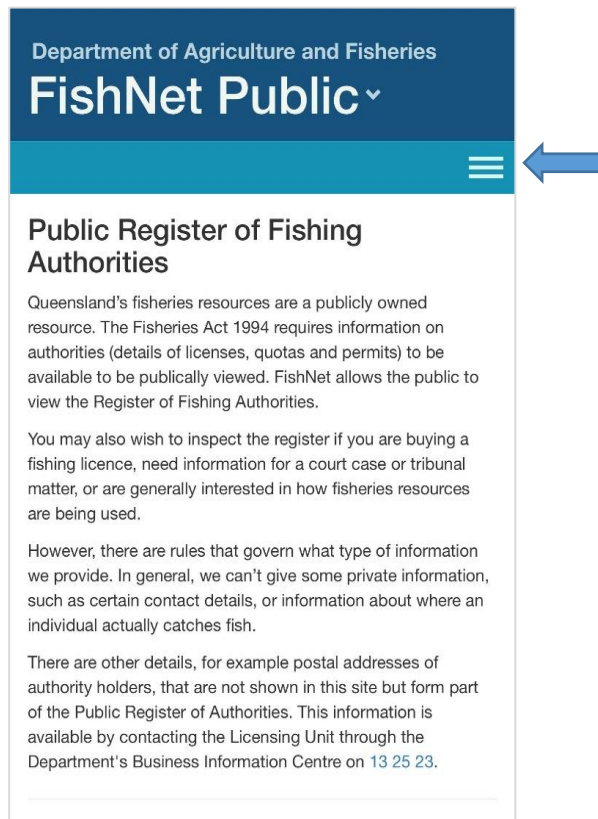 Department of Agriculture and Fisheries
FishNet Public
Public Register of Fishing
Authorities
Queensland's fisheries resources are a publicly owned
resource. The Fisheries Act 1994 requires information on
authorities (details of licenses, quotas and permits) to be
available to be publically viewed. FishNet allows the public to
view the Register of Fishing Authorities.
You may also wish to inspect the register if you are buying a
fishing licence, need information for a court case or tribunal
matter, or are generally interested in how fisheries resources
are being used.
However, there are rules that govern what type of information
we provide. In general, we can't give some private information,
such as certain contact details, or information about where an
individual actually catches fish.
There are other details, for example postal addresses of
authority holders, that are not shown in this site but form part
of the Public Register of Authorities. This information is
available by contacting the Licensing Unit through the
Department's Business Information Centre on 13 25 23.